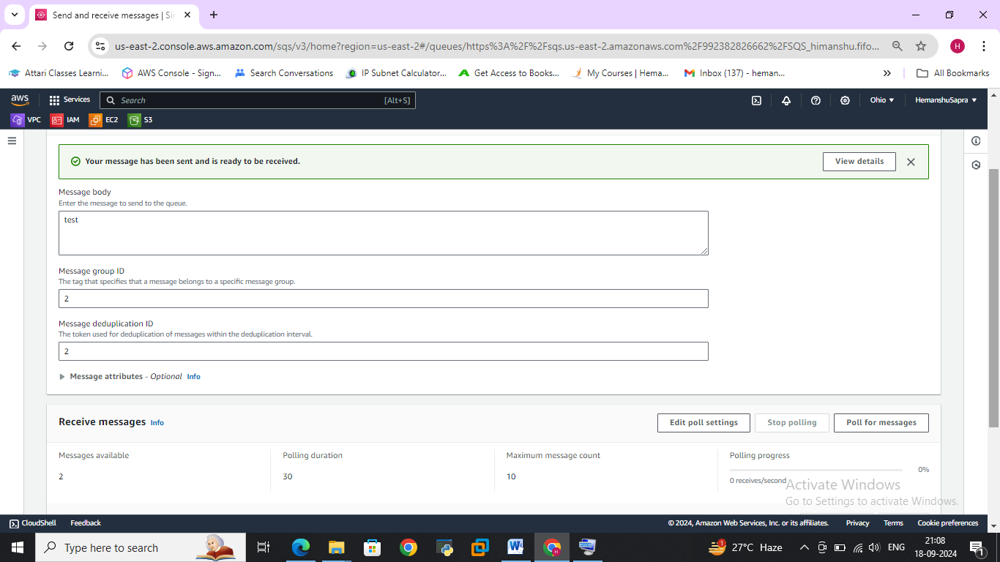 Send and receive messages | Sir
us-east-2.console.aws.amazon.com/sqs/v3/home?region=us-east-2#/queues/https%3A%2F%2Fsqs.us-east-2.amazonaws.com%2F992382826662%2FSQS_himanshu.fifo...
H
Attari Classes Learni... AWS Console - Sign... Search Conversations IP Subnet Calculator... Get Access to Books... My Courses | Hema... Inbox (137) - heman... » All Bookmarks
aws Services Search [Alt+S] Ohio HemanshuSapra
VPC IAM EC2 S3
Your message has been sent and is ready to be received. View details
Message body
Enter the message to send to the queue.
test
Message group ID
The tag that specifies that a message belongs to a specific message group.
2
Message deduplication ID
The token used for deduplication of messages within the deduplication interval.
2
Message attributes - Optional Info
Receive messages Info Edit poll settings Stop polling Poll for messages
Messages available Polling duration Maximum message count Polling progress
2 30 10 0%
0 receives/second
Activate Windows
Go to Settings to activate Windows.
CloudShell Feedback © 2024, Amazon Web Services, Inc. or its affiliates. Privacy Terms Cookie preferences
Type here to search 27°C Haze ENG 21:08
18-09-2024